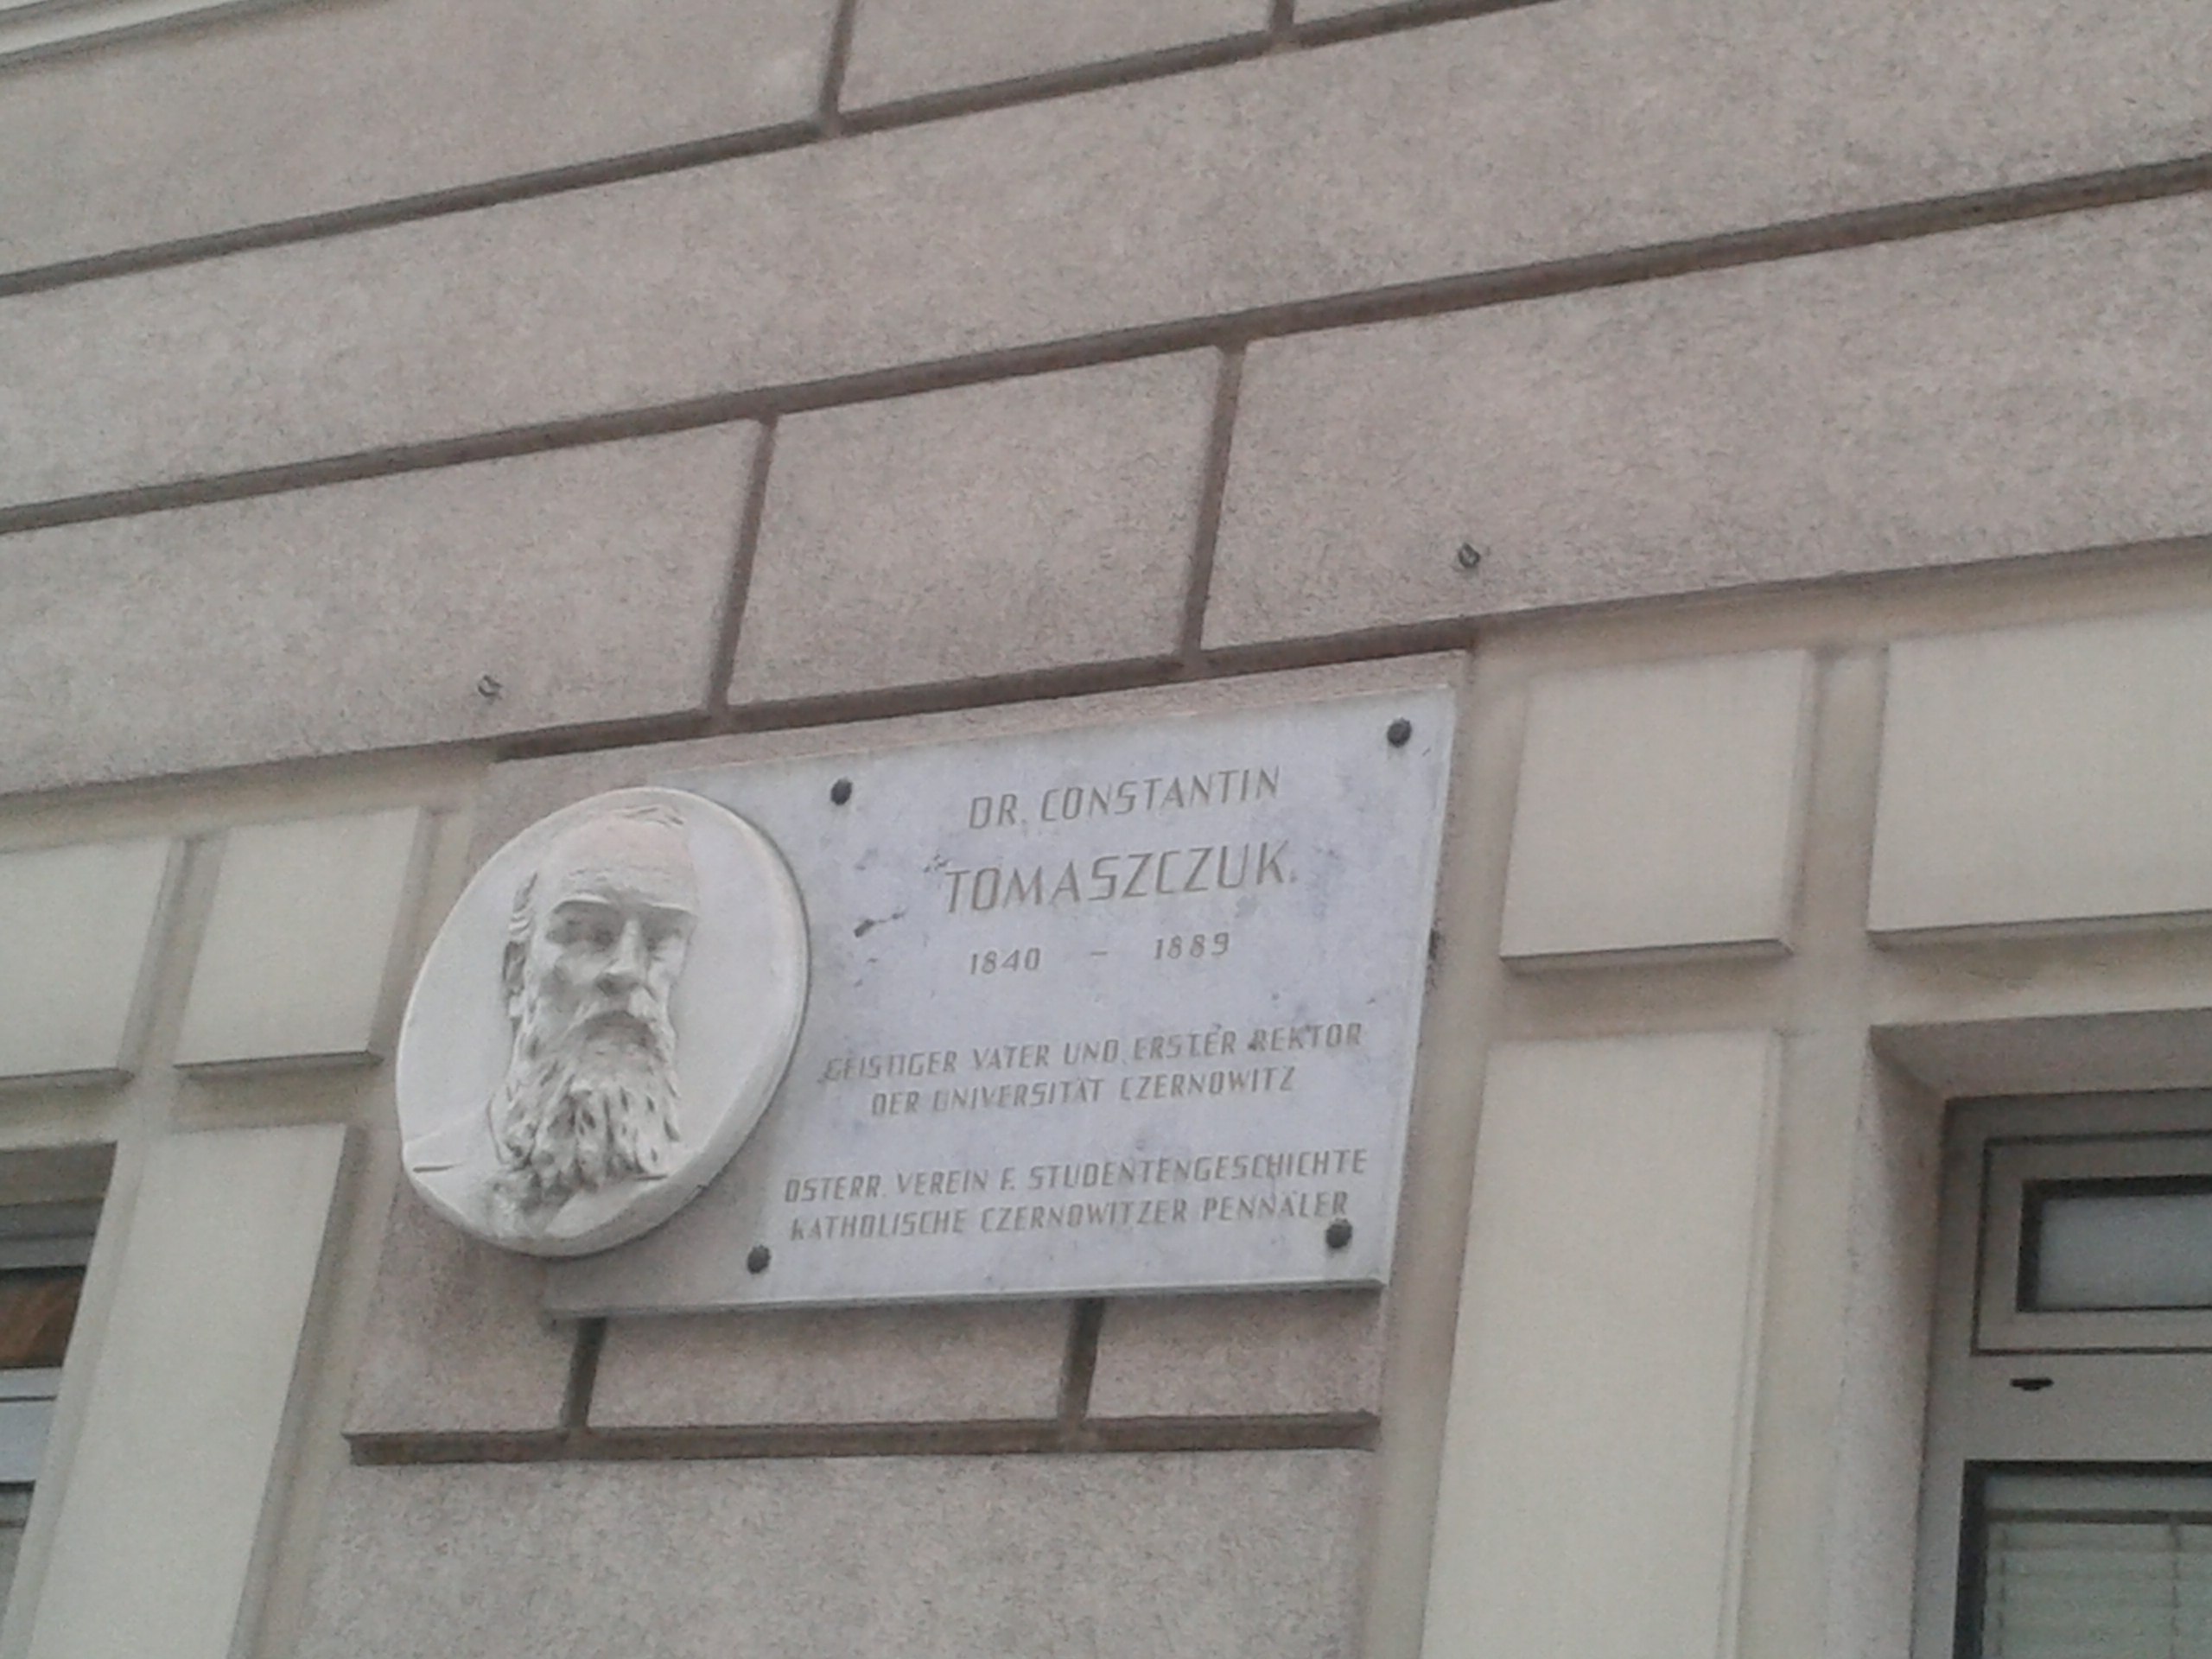 DR. CONSTANTIN
TOMASZCZUK.
1840 – 1889
GEISTIGER VATER UND ERSTER REKTOR
DER UNIVERSITÄT CZERNOWITZ
ÖSTERR. VEREIN F. STUDENTENGESCHICHTE
KATHOLISCHE CZERNOWITZER PENNÄLER